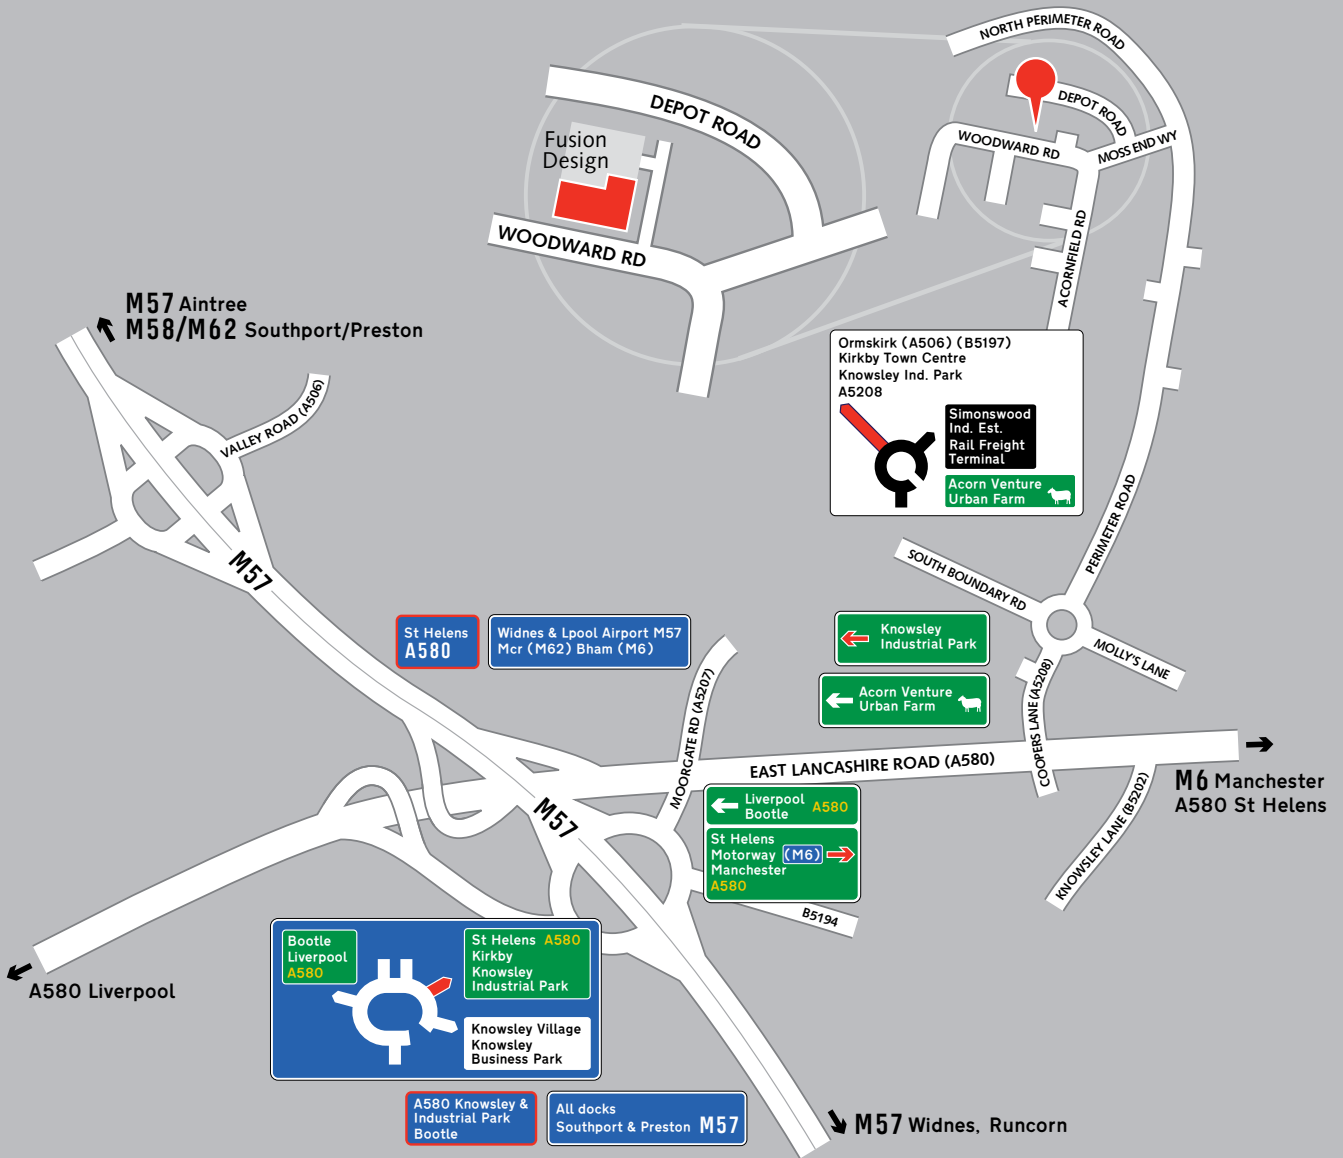 NORTH PERIMETER ROAD
DEPOT ROAD
WOODWARD RD
MOSS END WY
ACORNFIELD RD
DEPOT ROAD
Fusion
Design
WOODWARD RD
M57 Aintree
M58/M62 Southport/Preston
VALLEY ROAD (A506)
Ormskirk (A506) (B5197)
Kirkby Town Centre
Knowsley Ind. Park
A5208
Simonswood
Ind. Est.
Rail Freight
Terminal
Acorn Venture
Urban Farm
PERIMETER ROAD
SOUTH BOUNDARY RD
MOLLY'S LANE
COOPERS LANE (A5208)
M57
St Helens
A580
Widnes & Lpool Airport M57
Mcr (M62) Bham (M6)
Knowsley
Industrial Park
Acorn Venture
Urban Farm
MOORGATE RD (A5207)
EAST LANCASHIRE ROAD (A580)
M6 Manchester
A580 St Helens
KNOWSLEY LANE (B5202)
M57
Liverpool
Bootle A580
St Helens
Motorway (M6)
Manchester
A580
B5194
A580 Liverpool
Bootle
Liverpool
A580
St Helens A580
Kirkby
Knowsley
Industrial Park
Knowsley Village
Knowsley
Business Park
A580 Knowsley &
Industrial Park
Bootle
All docks
Southport & Preston M57
M57 Widnes, Runcorn